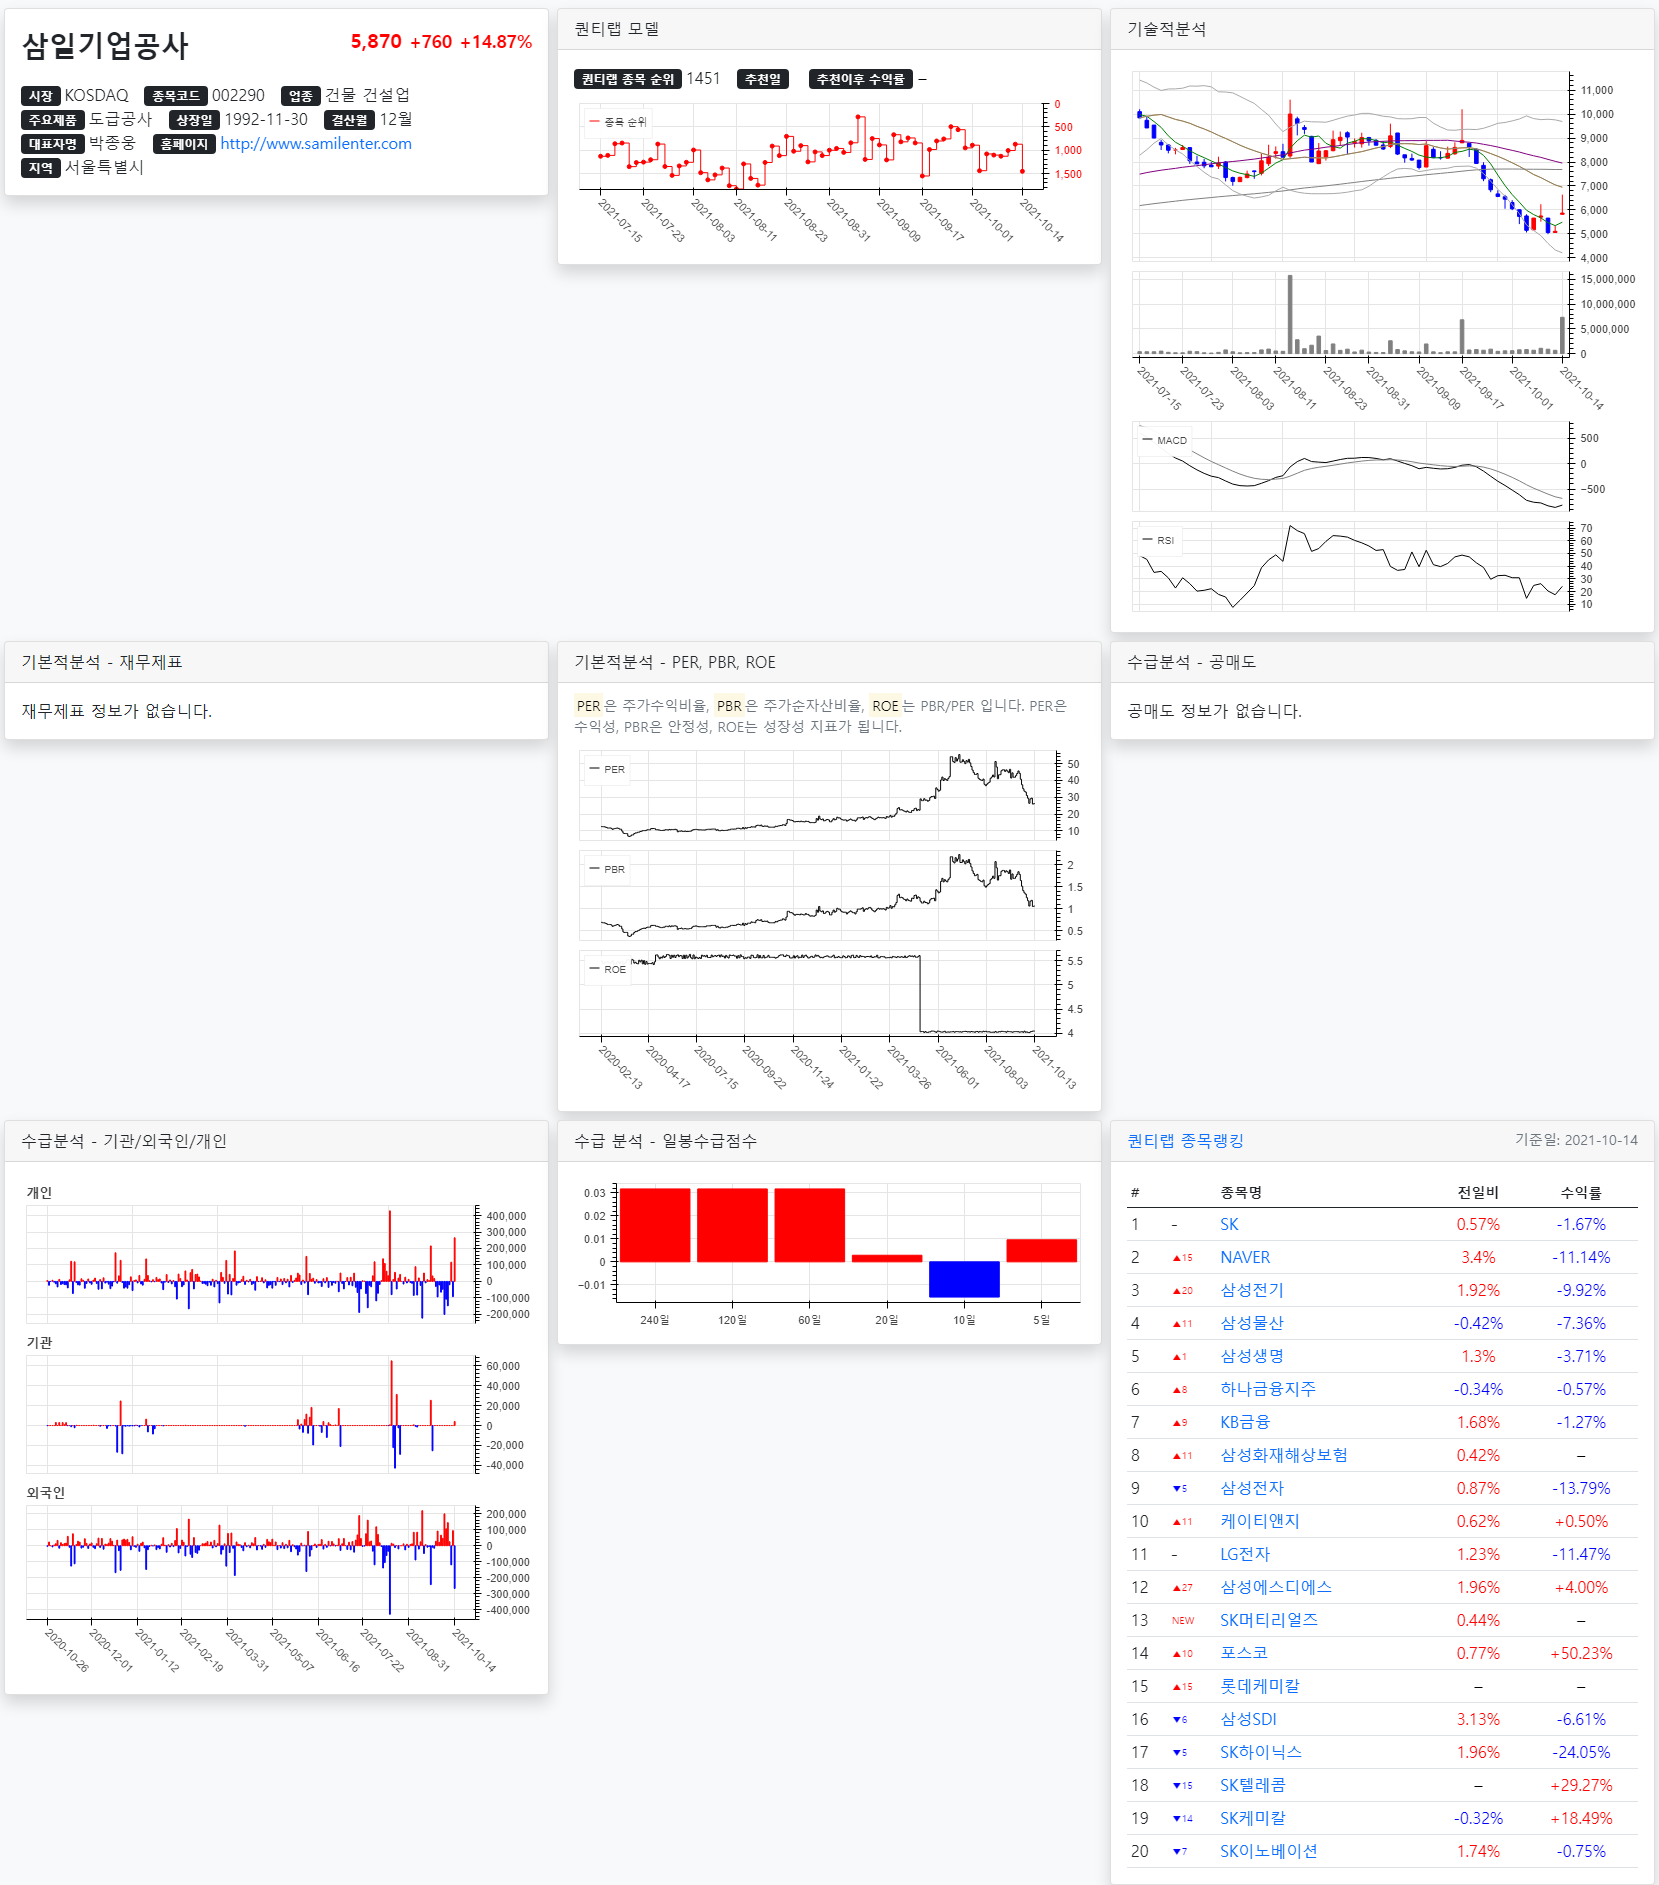 삼일기업공사
5,870 +760 +14.87%
시장 KOSDAQ 종목코드 002290 업종 건물 건설업
주요제품 도급공사 상장일 1992-11-30 결산월 12월
대표자명 박종웅 홈페이지 http://www.samilenter.com
지역 서울특별시
퀀티랩 모델
퀀티랩 종목 순위 1451 추천일 추천이후 수익률 –
종목 순위
0
500
1,000
1,500
2021-07-15
2021-07-23
2021-08-03
2021-08-11
2021-08-23
2021-08-31
2021-09-09
2021-09-17
2021-10-01
2021-10-14
기술적분석
11,000
10,000
9,000
8,000
7,000
6,000
5,000
4,000
15,000,000
10,000,000
5,000,000
0
2021-07-15
2021-07-23
2021-08-03
2021-08-11
2021-08-23
2021-08-31
2021-09-09
2021-09-17
2021-10-01
2021-10-14
MACD
500
0
−500
RSI
70
60
50
40
30
20
10
기본적분석 - 재무제표
재무제표 정보가 없습니다.
기본적분석 - PER, PBR, ROE
PER은 주가수익비율, PBR은 주가순자산비율, ROE는 PBR/PER 입니다. PER은
수익성, PBR은 안정성, ROE는 성장성 지표가 됩니다.
PER
50
40
30
20
10
PBR
2
1.5
1
0.5
ROE
5.5
5
4.5
4
2020-02-13
2020-04-17
2020-07-15
2020-09-22
2020-11-24
2021-01-22
2021-03-26
2021-06-01
2021-08-03
2021-10-13
수급분석 - 공매도
공매도 정보가 없습니다.
수급분석 - 기관/외국인/개인
개인
400,000
300,000
200,000
100,000
0
-100,000
-200,000
기관
60,000
40,000
20,000
0
-20,000
-40,000
외국인
200,000
100,000
0
-100,000
-200,000
-300,000
-400,000
2020-10-26
2020-12-01
2021-01-12
2021-02-19
2021-03-31
2021-05-07
2021-06-16
2021-07-22
2021-08-31
2021-10-14
수급 분석 - 일봉수급점수
0.03
0.02
0.01
0
−0.01
240일 120일 60일 20일 10일 5일
퀀티랩 종목랭킹 기준일: 2021-10-14
# 종목명 전일비 수익률
1 - SK 0.57% -1.67%
2 ▲15 NAVER 3.4% -11.14%
3 ▲20 삼성전기 1.92% -9.92%
4 ▲11 삼성물산 -0.42% -7.36%
5 ▲1 삼성생명 1.3% -3.71%
6 ▲8 하나금융지주 -0.34% -0.57%
7 ▲9 KB금융 1.68% -1.27%
8 ▲11 삼성화재해상보험 0.42% –
9 ▼5 삼성전자 0.87% -13.79%
10 ▲11 케이티앤지 0.62% +0.50%
11 - LG전자 1.23% -11.47%
12 ▲27 삼성에스디에스 1.96% +4.00%
13 NEW SK머티리얼즈 0.44% –
14 ▲10 포스코 0.77% +50.23%
15 ▲15 롯데케미칼 – –
16 ▼6 삼성SDI 3.13% -6.61%
17 ▼5 SK하이닉스 1.96% -24.05%
18 ▼15 SK텔레콤 – +29.27%
19 ▼14 SK케미칼 -0.32% +18.49%
20 ▼7 SK이노베이션 1.74% -0.75%